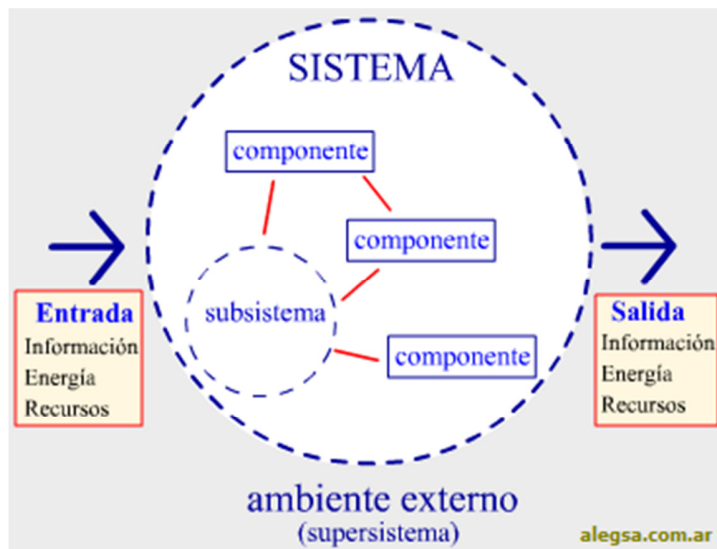 SISTEMA
componente
componente
subsistema
componente
Entrada
Información
Energía
Recursos
Salida
Información
Energía
Recursos
ambiente externo
(supersistema)
alegsa.com.ar